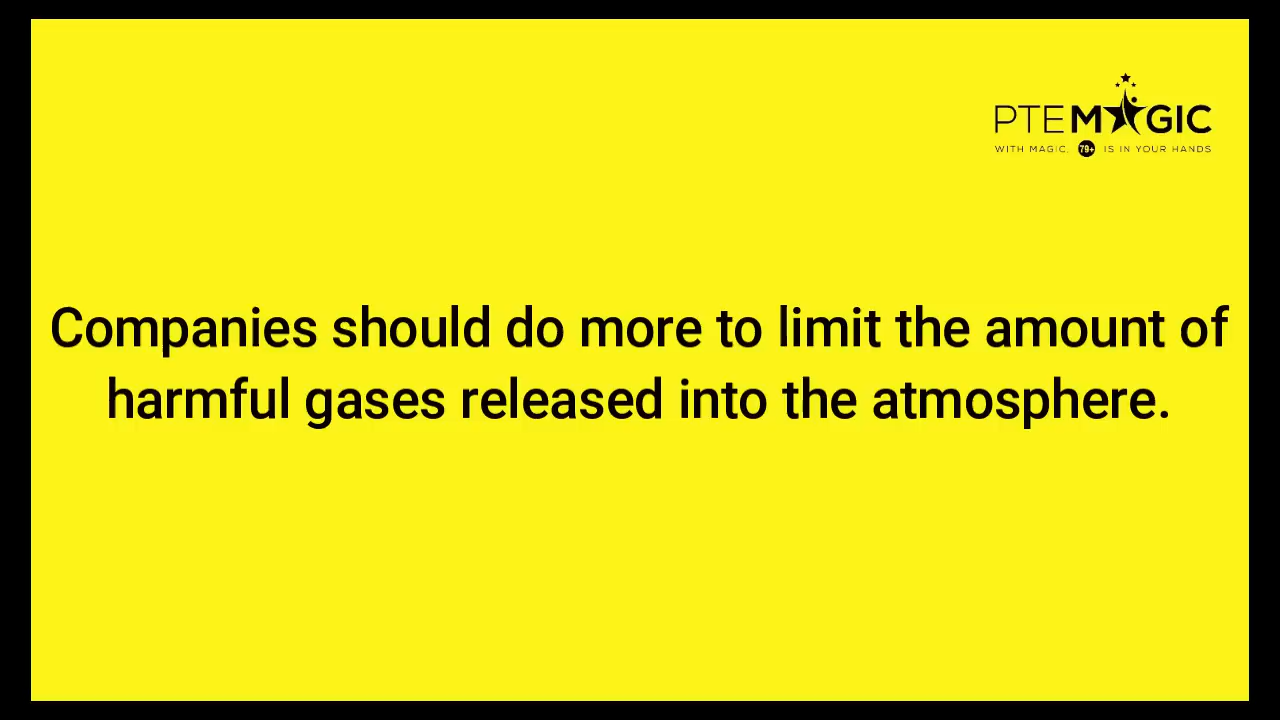 PTEMAGIC
WITH MAGIC, 79+ IS IN YOUR HANDS
Companies should do more to limit the amount of
harmful gases released into the atmosphere.